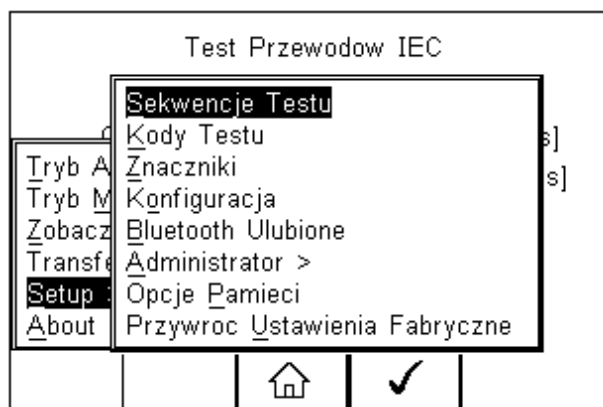 Test Przewodow IEC
Sekwencje Testu
Kody Testu
Znaczniki
Konfiguracja
Bluetooth Ulubione
Administrator >
Opcje Pamieci
Przywroc Ustawienia Fabryczne
s]
s]
Tryb A
Tryb M
Zobacz
Transfe
Setup
About